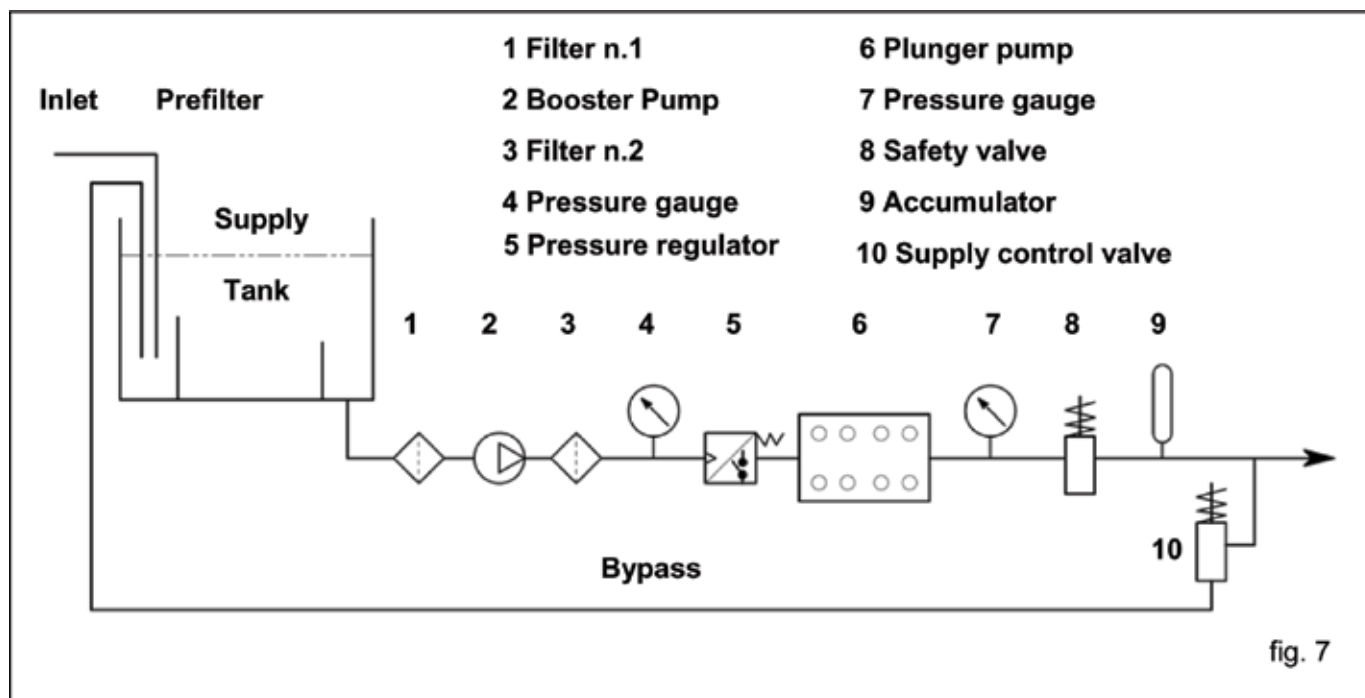 1 Filter n.1
6 Plunger pump
Inlet
Prefilter
2 Booster Pump
7 Pressure gauge
3 Filter n.2
8 Safety valve
4 Pressure gauge
9 Accumulator
5 Pressure regulator
10 Supply control valve
Supply
Tank
1 2 3 4 5 6 7 8 9
10
Bypass
fig. 7